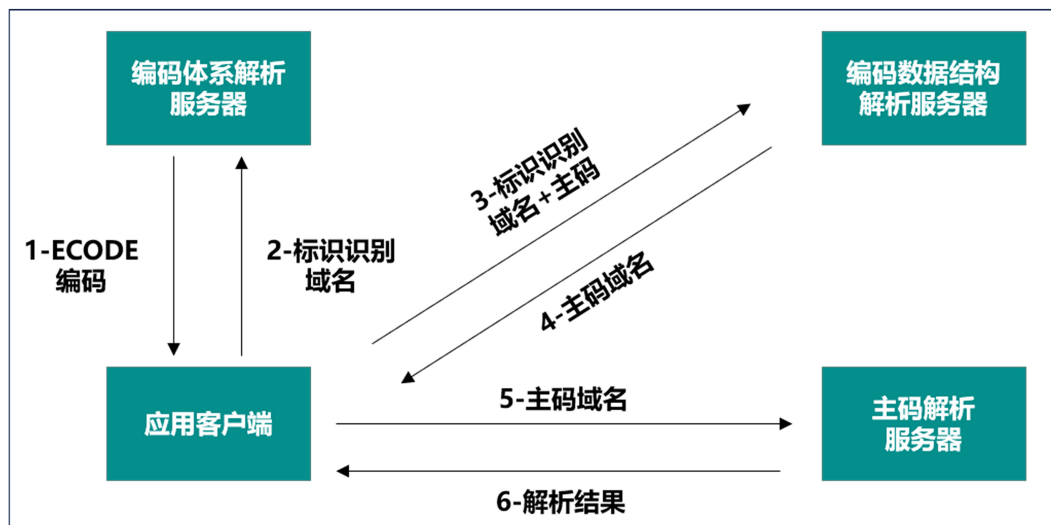 编码体系解析
服务器
编码数据结构
解析服务器
1-ECODE
编码
2-标识识别
域名
3-标识识别
域名+主码
4-主码域名
应用客户端
5-主码域名
主码解析
服务器
6-解析结果